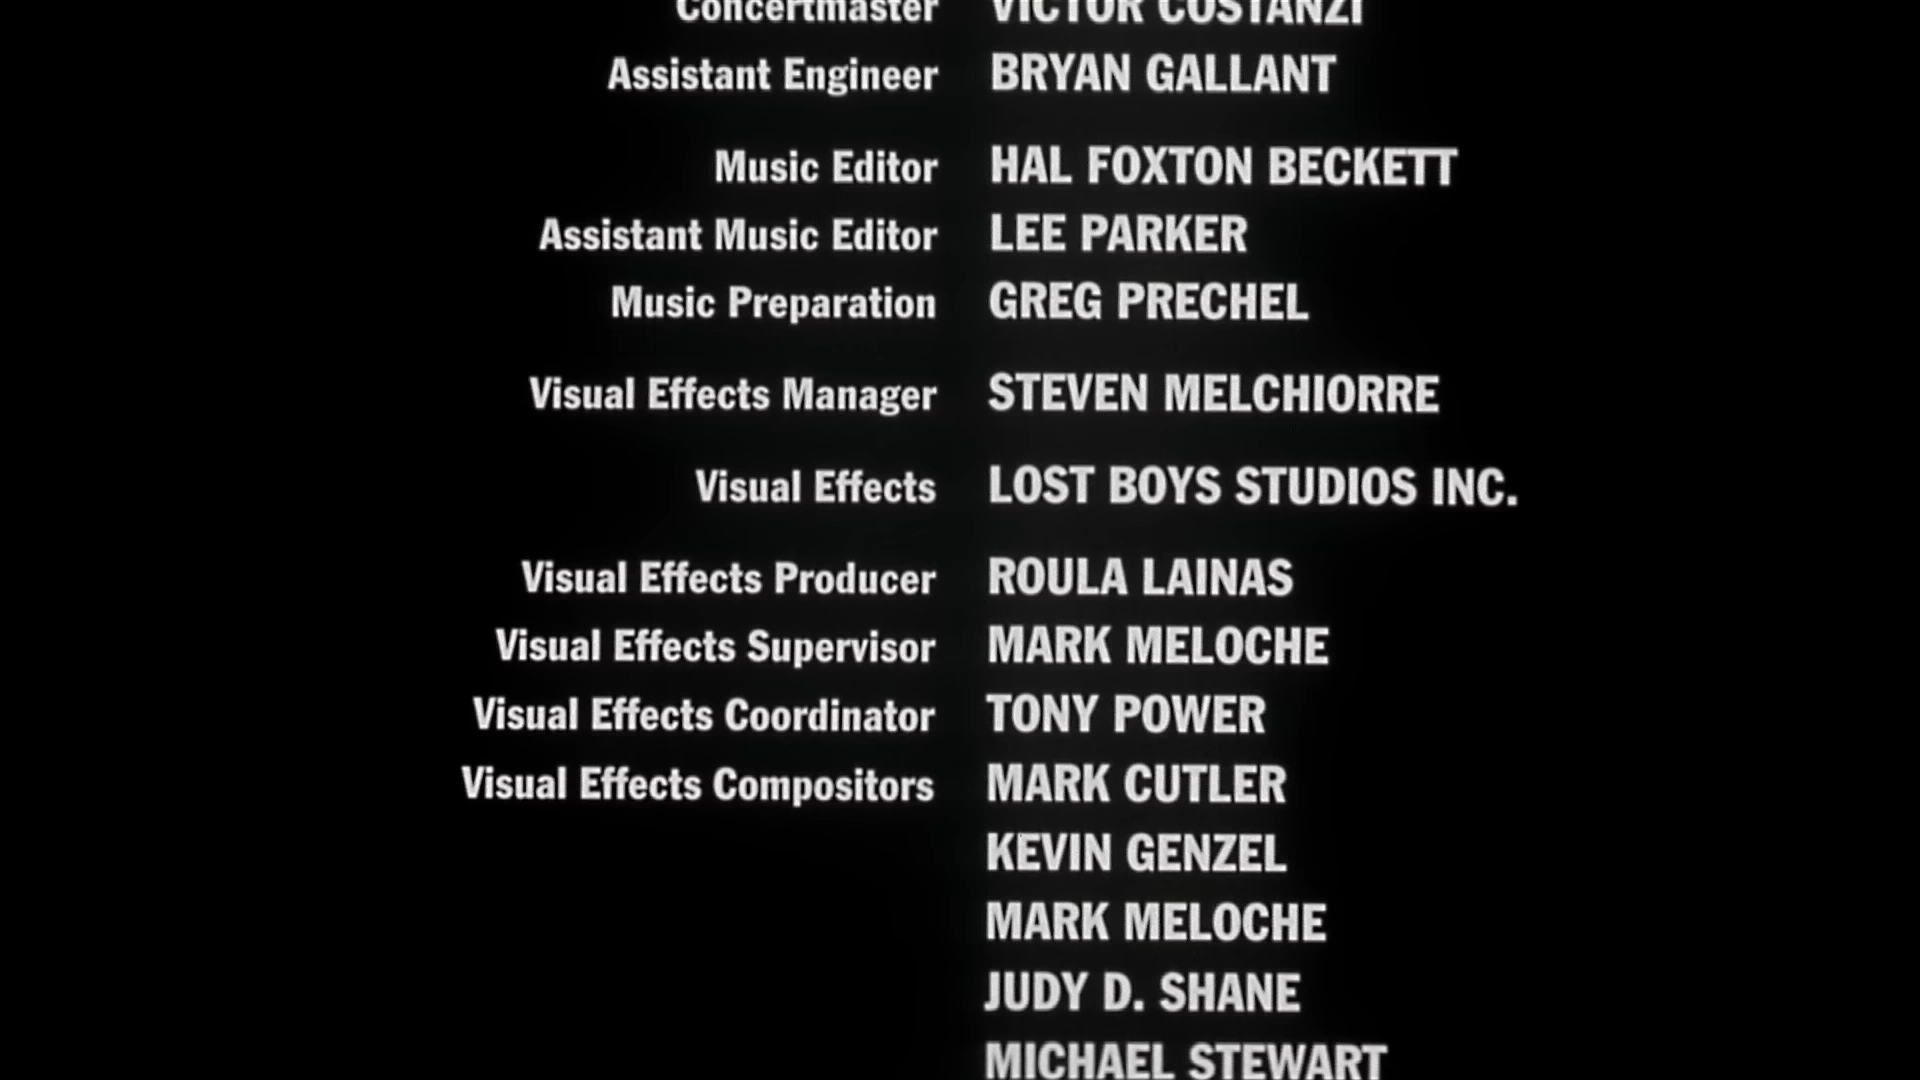 Concertmaster VICTOR COSTANZI
Assistant Engineer BRYAN GALLANT
Music Editor HAL FOXTON BECKETT
Assistant Music Editor LEE PARKER
Music Preparation GREG PRECHEL
Visual Effects Manager STEVEN MELCHIORRE
Visual Effects LOST BOYS STUDIOS INC.
Visual Effects Producer ROULA LAINAS
Visual Effects Supervisor MARK MELOCHE
Visual Effects Coordinator TONY POWER
Visual Effects Compositors MARK CUTLER
KEVIN GENZEL
MARK MELOCHE
JUDY D. SHANE
MICHAEL STEWART